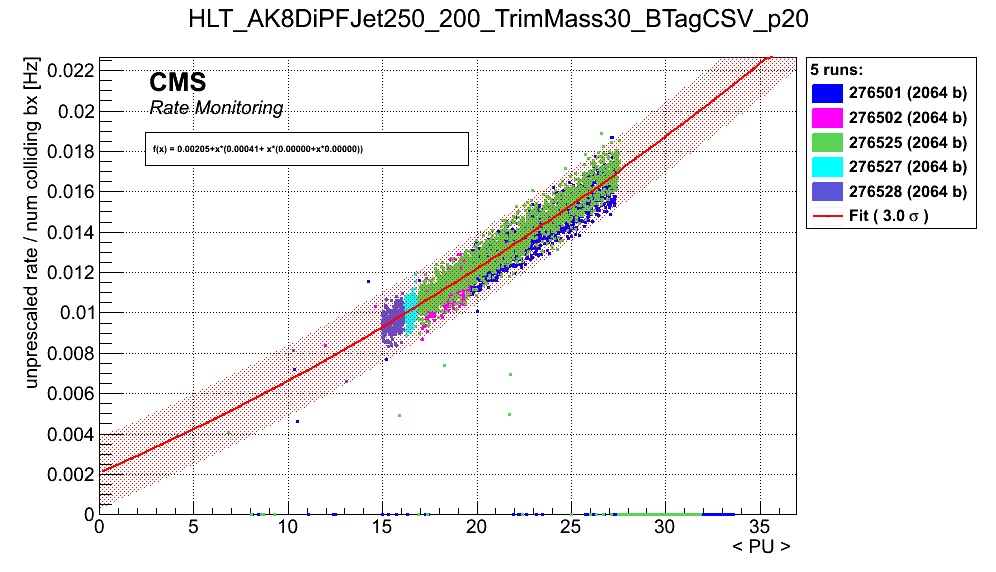 HLT_AK8DiPFJet250_200_TrimMass30_BTagCSV_p20
unprescaled rate / num colliding bx [Hz]
0.022
0.02
0.018
0.016
0.014
0.012
0.01
0.008
0.006
0.004
0.002
0
CMS
Rate Monitoring
f(x) = 0.00205+x*(0.00041+ x*(0.00000+x*0.00000))
0 5 10 15 20 25 30 35
< PU >
5 runs:
276501 (2064 b)
276502 (2064 b)
276525 (2064 b)
276527 (2064 b)
276528 (2064 b)
Fit ( 3.0 σ )